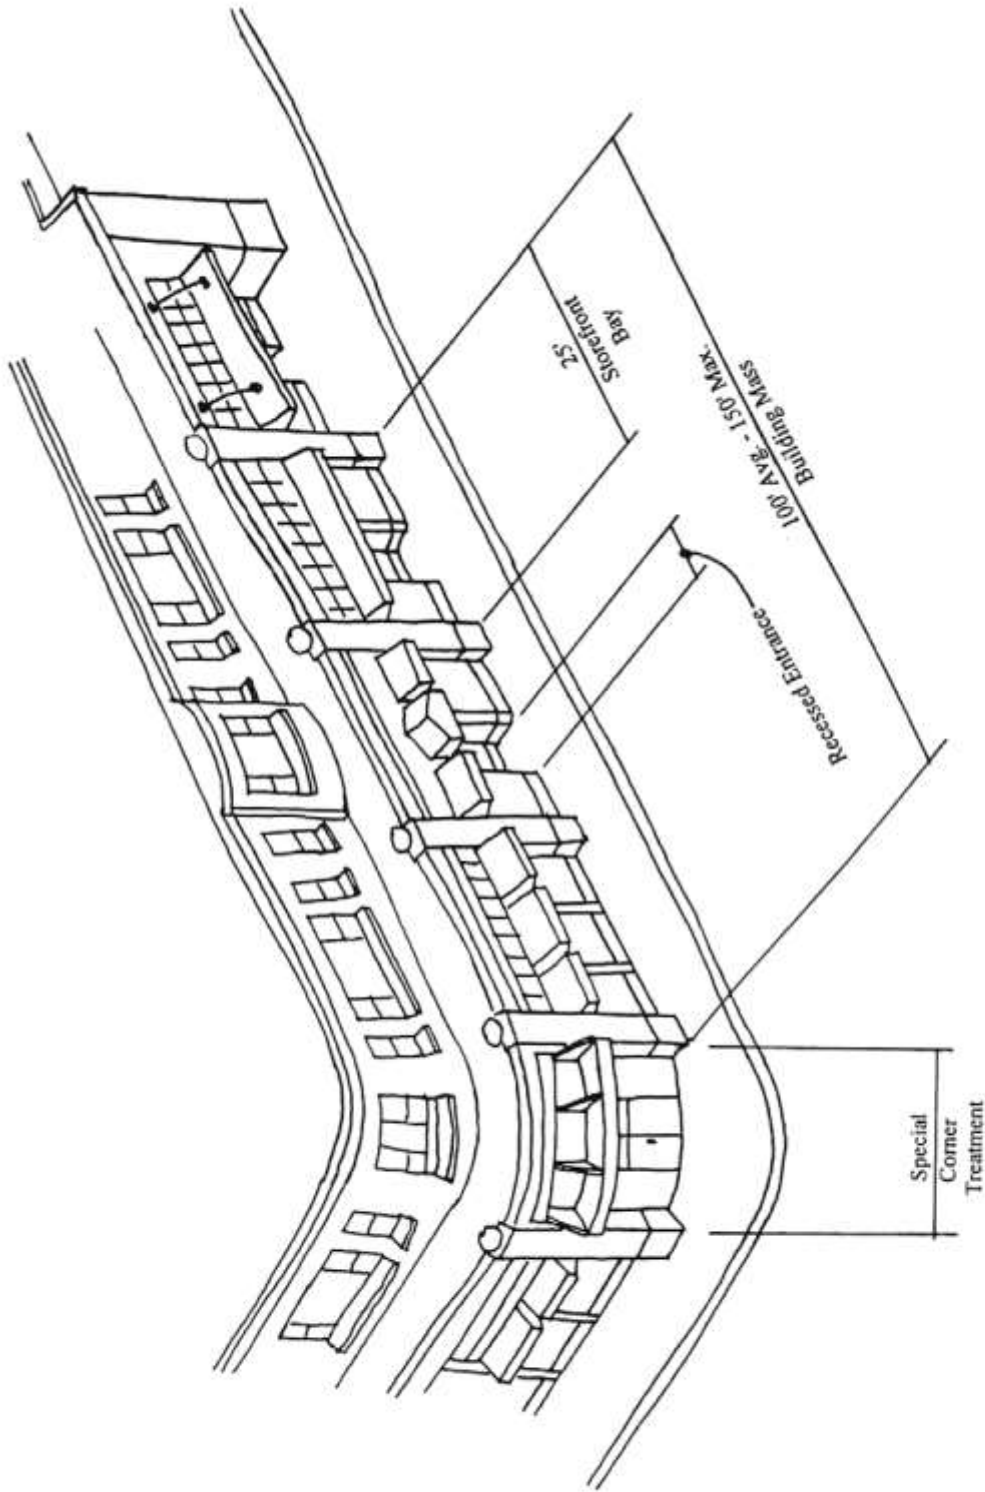 25'
Storefront
Bay
100' Avg. - 150' Max.
Building Mass
Recessed Entrance
Special
Corner
Treatment